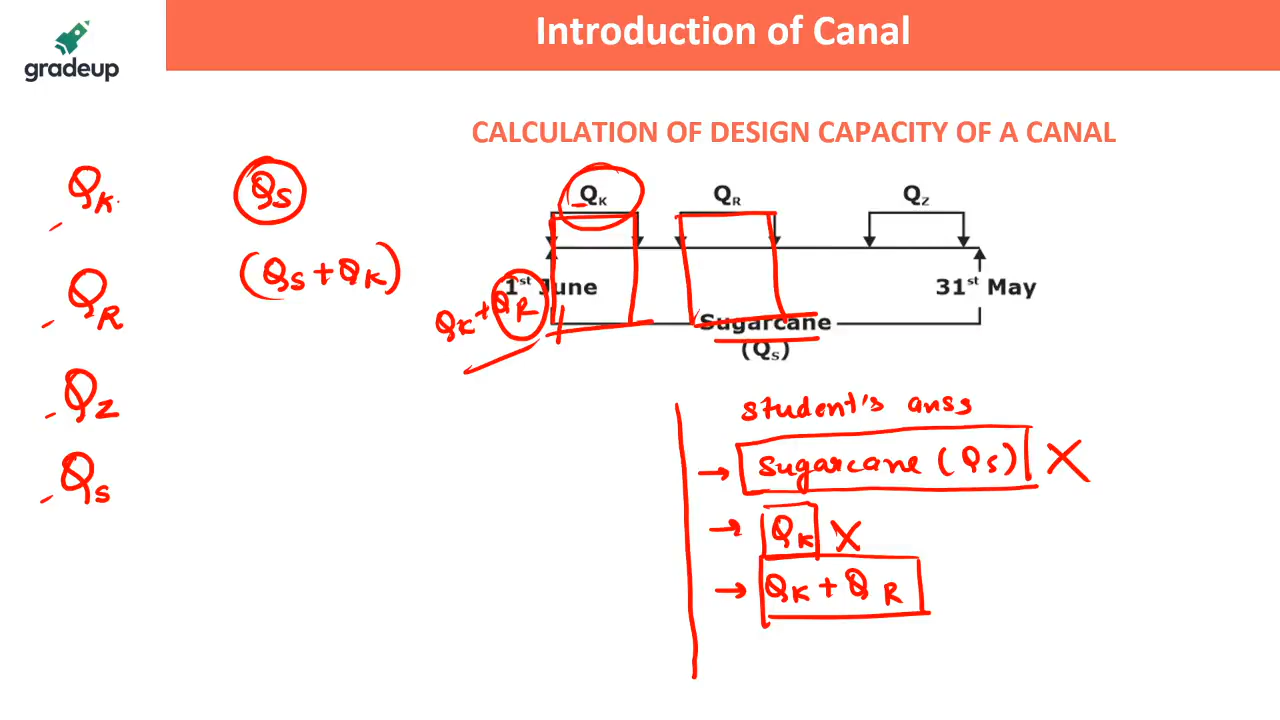 Introduction of Canal
gradeup
CALCULATION OF DESIGN CAPACITY OF A CANAL
QK
QR
QZ
1st June
31st May
Sugarcane
(QS)
QK
QS
(QS + QK)
QR
QK + QR
QZ
QS
student's anss
→ sugarcane (QS) X
→ QK X
→ QK + QR